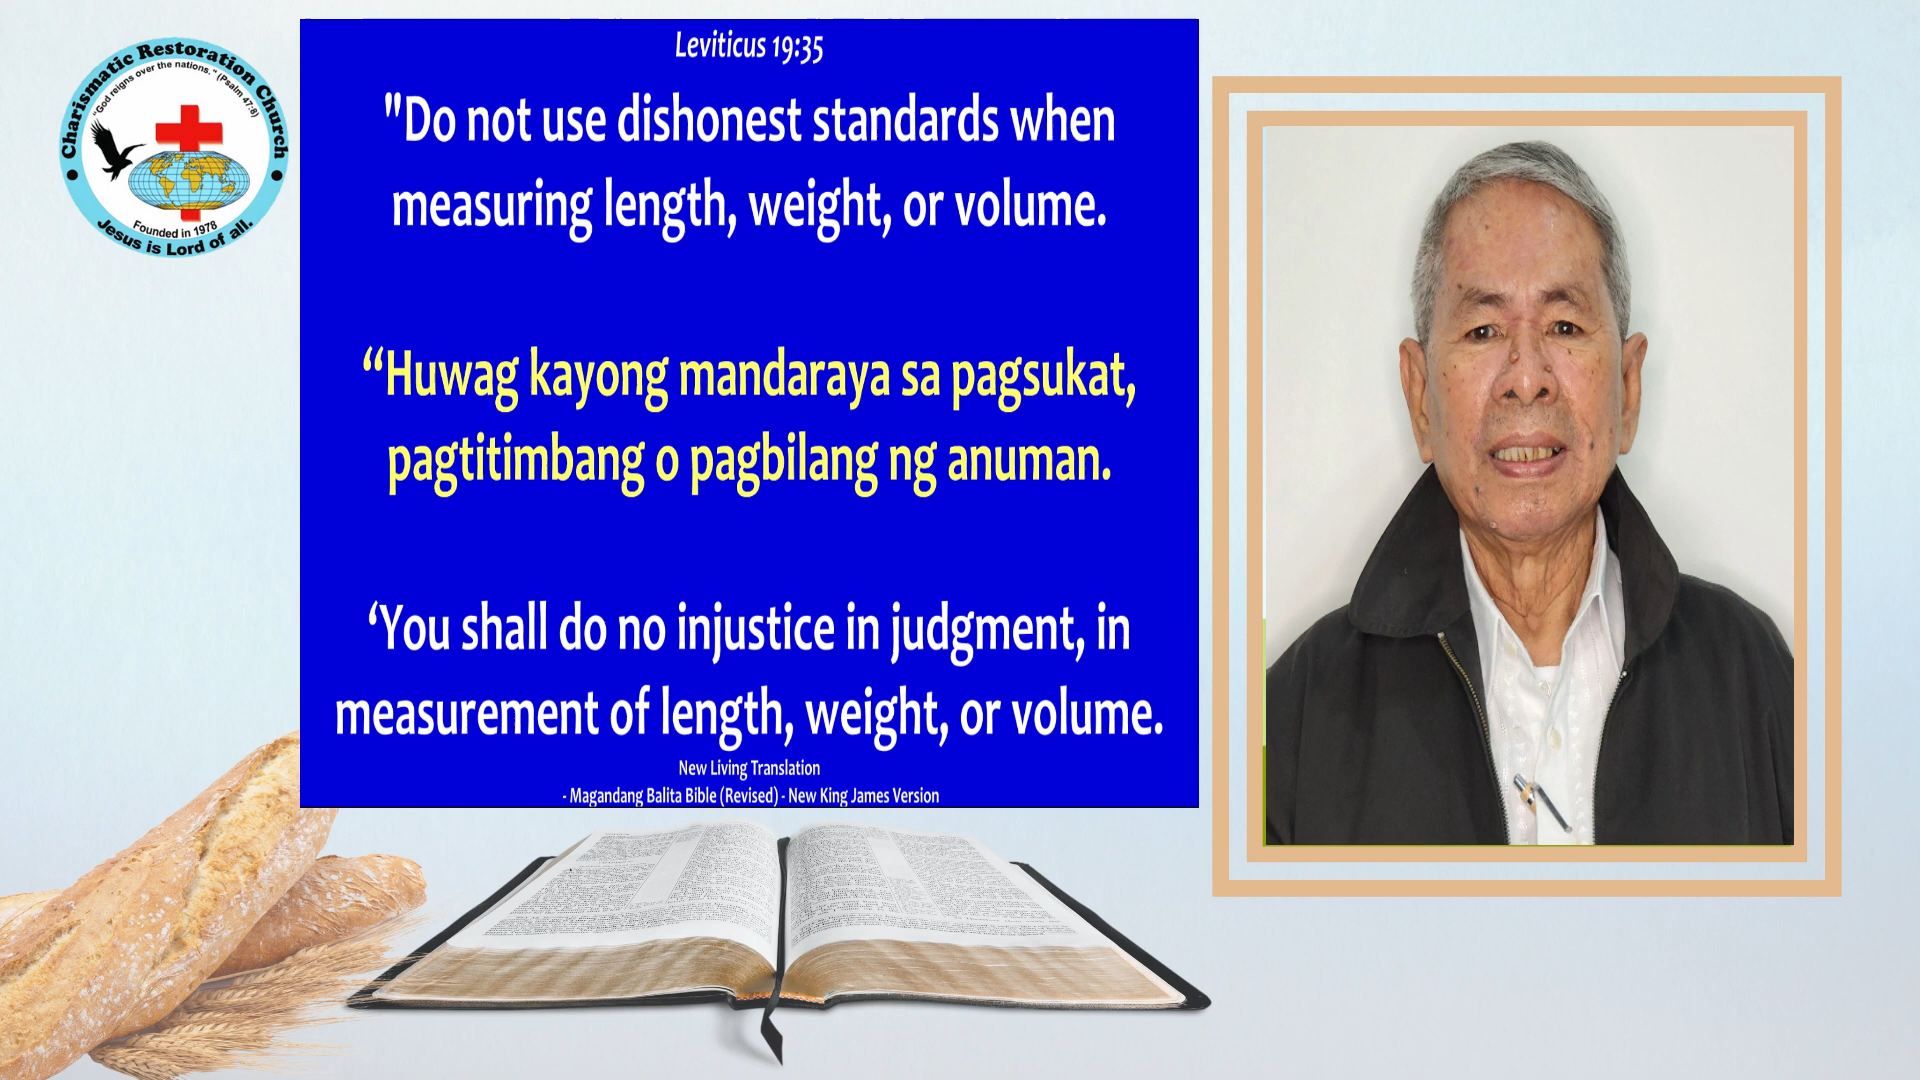 Charismatic Restoration Church
"God reigns over the nations." (Psalm 47:8)
Founded in 1978
Jesus is Lord of all.
Leviticus 19:35
"Do not use dishonest standards when
measuring length, weight, or volume.
“Huwag kayong mandaraya sa pagsukat,
pagtitimbang o pagbilang ng anuman.
‘You shall do no injustice in judgment, in
measurement of length, weight, or volume.
New Living Translation
- Magandang Balita Bible (Revised) - New King James Version